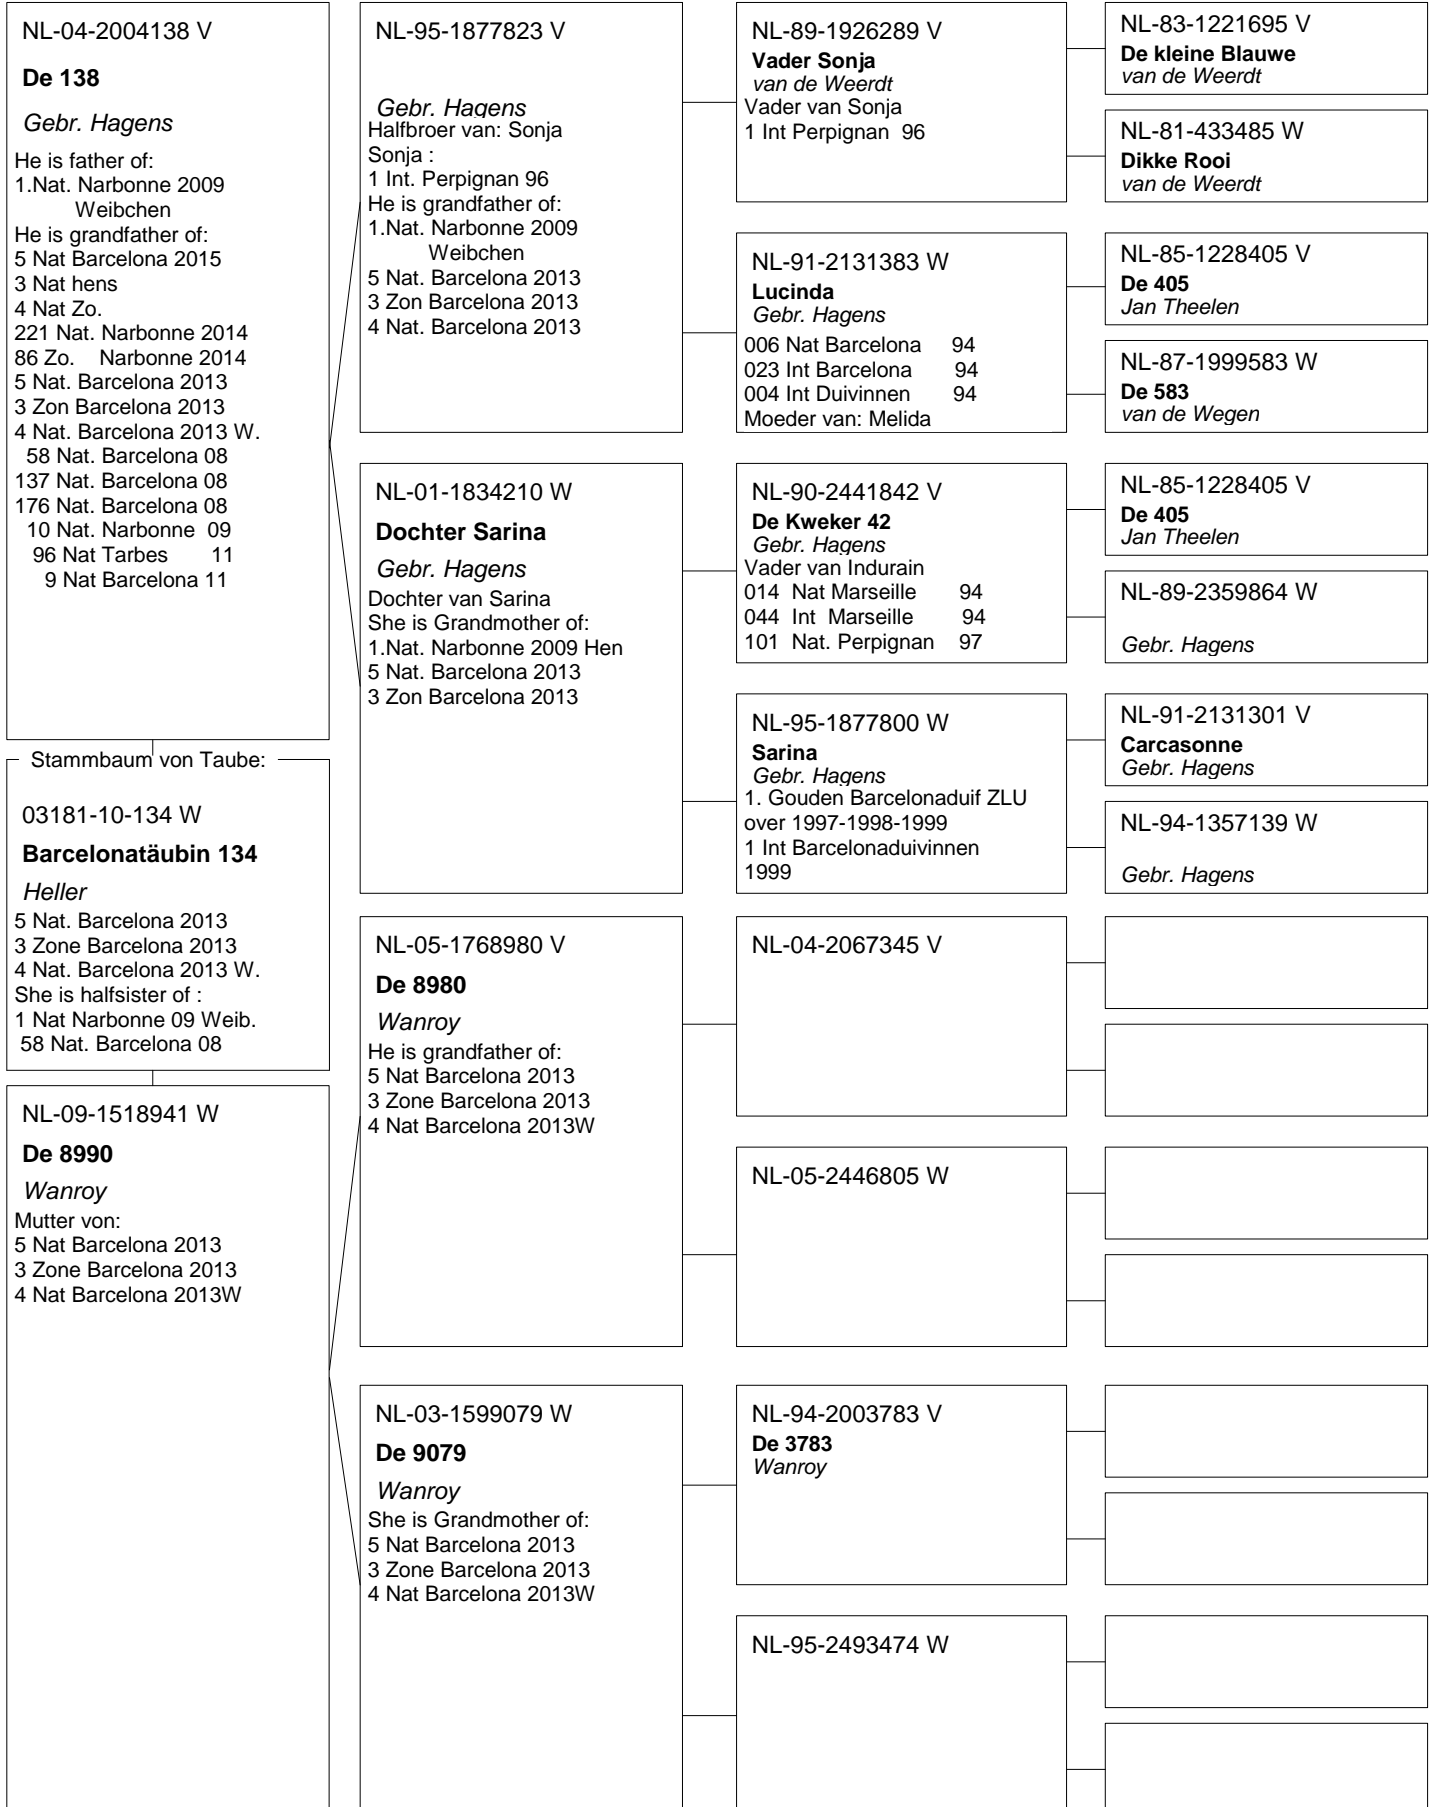 NL-04-2004138 V
De 138
Gebr. Hagens
He is father of:
1.Nat. Narbonne 2009
Weibchen
He is grandfather of:
5 Nat Barcelona 2015
3 Nat hens
4 Nat Zo.
221 Nat. Narbonne 2014
86 Zo. Narbonne 2014
5 Nat. Barcelona 2013
3 Zon Barcelona 2013
4 Nat. Barcelona 2013 W.
58 Nat. Barcelona 08
137 Nat. Barcelona 08
176 Nat. Barcelona 08
10 Nat. Narbonne 09
96 Nat Tarbes 11
9 Nat Barcelona 11
Stammbaum von Taube:
03181-10-134 W
Barcelonatäubin 134
Heller
5 Nat. Barcelona 2013
3 Zone Barcelona 2013
4 Nat. Barcelona 2013 W.
She is halfsister of :
1 Nat Narbonne 09 Weib.
58 Nat. Barcelona 08
NL-09-1518941 W
De 8990
Wanroy
Mutter von:
5 Nat Barcelona 2013
3 Zone Barcelona 2013
4 Nat Barcelona 2013W
NL-95-1877823 V
Gebr. Hagens
Halfbroer van: Sonja
Sonja :
1 Int. Perpignan 96
He is grandfather of:
1.Nat. Narbonne 2009
Weibchen
5 Nat. Barcelona 2013
3 Zon Barcelona 2013
4 Nat. Barcelona 2013
NL-01-1834210 W
Dochter Sarina
Gebr. Hagens
Dochter van Sarina
She is Grandmother of:
1.Nat. Narbonne 2009 Hen
5 Nat. Barcelona 2013
3 Zon Barcelona 2013
NL-05-1768980 V
De 8980
Wanroy
He is grandfather of:
5 Nat Barcelona 2013
3 Zone Barcelona 2013
4 Nat Barcelona 2013W
NL-03-1599079 W
De 9079
Wanroy
She is Grandmother of:
5 Nat Barcelona 2013
3 Zone Barcelona 2013
4 Nat Barcelona 2013W
NL-89-1926289 V
Vader Sonja
van de Weerdt
Vader van Sonja
1 Int Perpignan 96
NL-91-2131383 W
Lucinda
Gebr. Hagens
006 Nat Barcelona 94
023 Int Barcelona 94
004 Int Duivinnen 94
Moeder van: Melida
NL-90-2441842 V
De Kweker 42
Gebr. Hagens
Vader van Indurain
014 Nat Marseille 94
044 Int Marseille 94
101 Nat. Perpignan 97
NL-95-1877800 W
Sarina
Gebr. Hagens
1. Gouden Barcelonaduif ZLU
over 1997-1998-1999
1 Int Barcelonaduivinnen
1999
NL-04-2067345 V
NL-05-2446805 W
NL-94-2003783 V
De 3783
Wanroy
NL-95-2493474 W
NL-83-1221695 V
De kleine Blauwe
van de Weerdt
NL-81-433485 W
Dikke Rooi
van de Weerdt
NL-85-1228405 V
De 405
Jan Theelen
NL-87-1999583 W
De 583
van de Wegen
NL-85-1228405 V
De 405
Jan Theelen
NL-89-2359864 W
Gebr. Hagens
NL-91-2131301 V
Carcasonne
Gebr. Hagens
NL-94-1357139 W
Gebr. Hagens